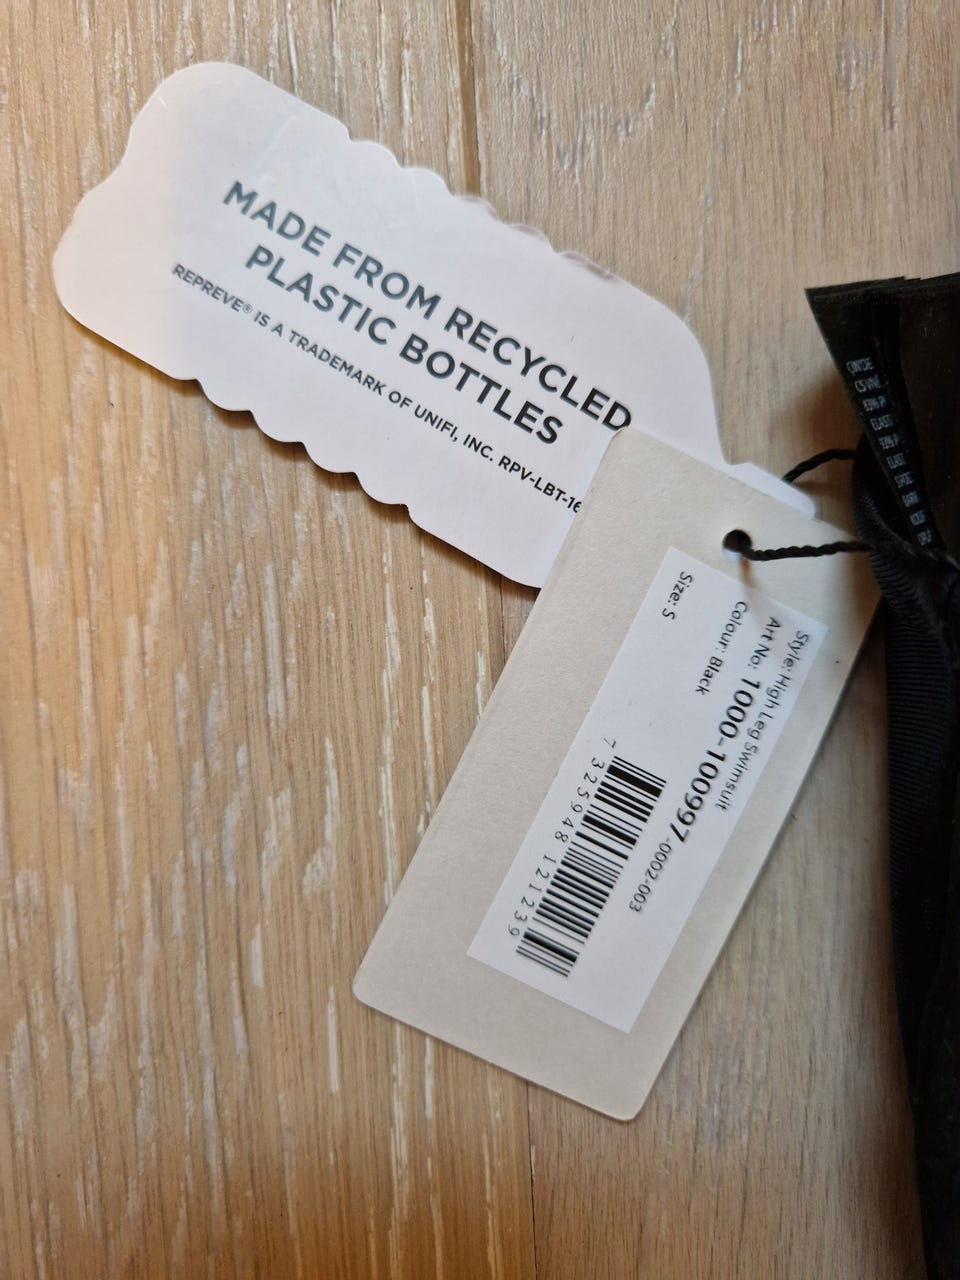 MADE FROM RECYCLED
PLASTIC BOTTLES
REPREVE® IS A TRADEMARK OF UNIFI, INC. RPV-LBT-16
Style: High Leg Swimsuit
Art No: 1000-100997-0002-003
Colour: Black
Size: S
7 325948 121239